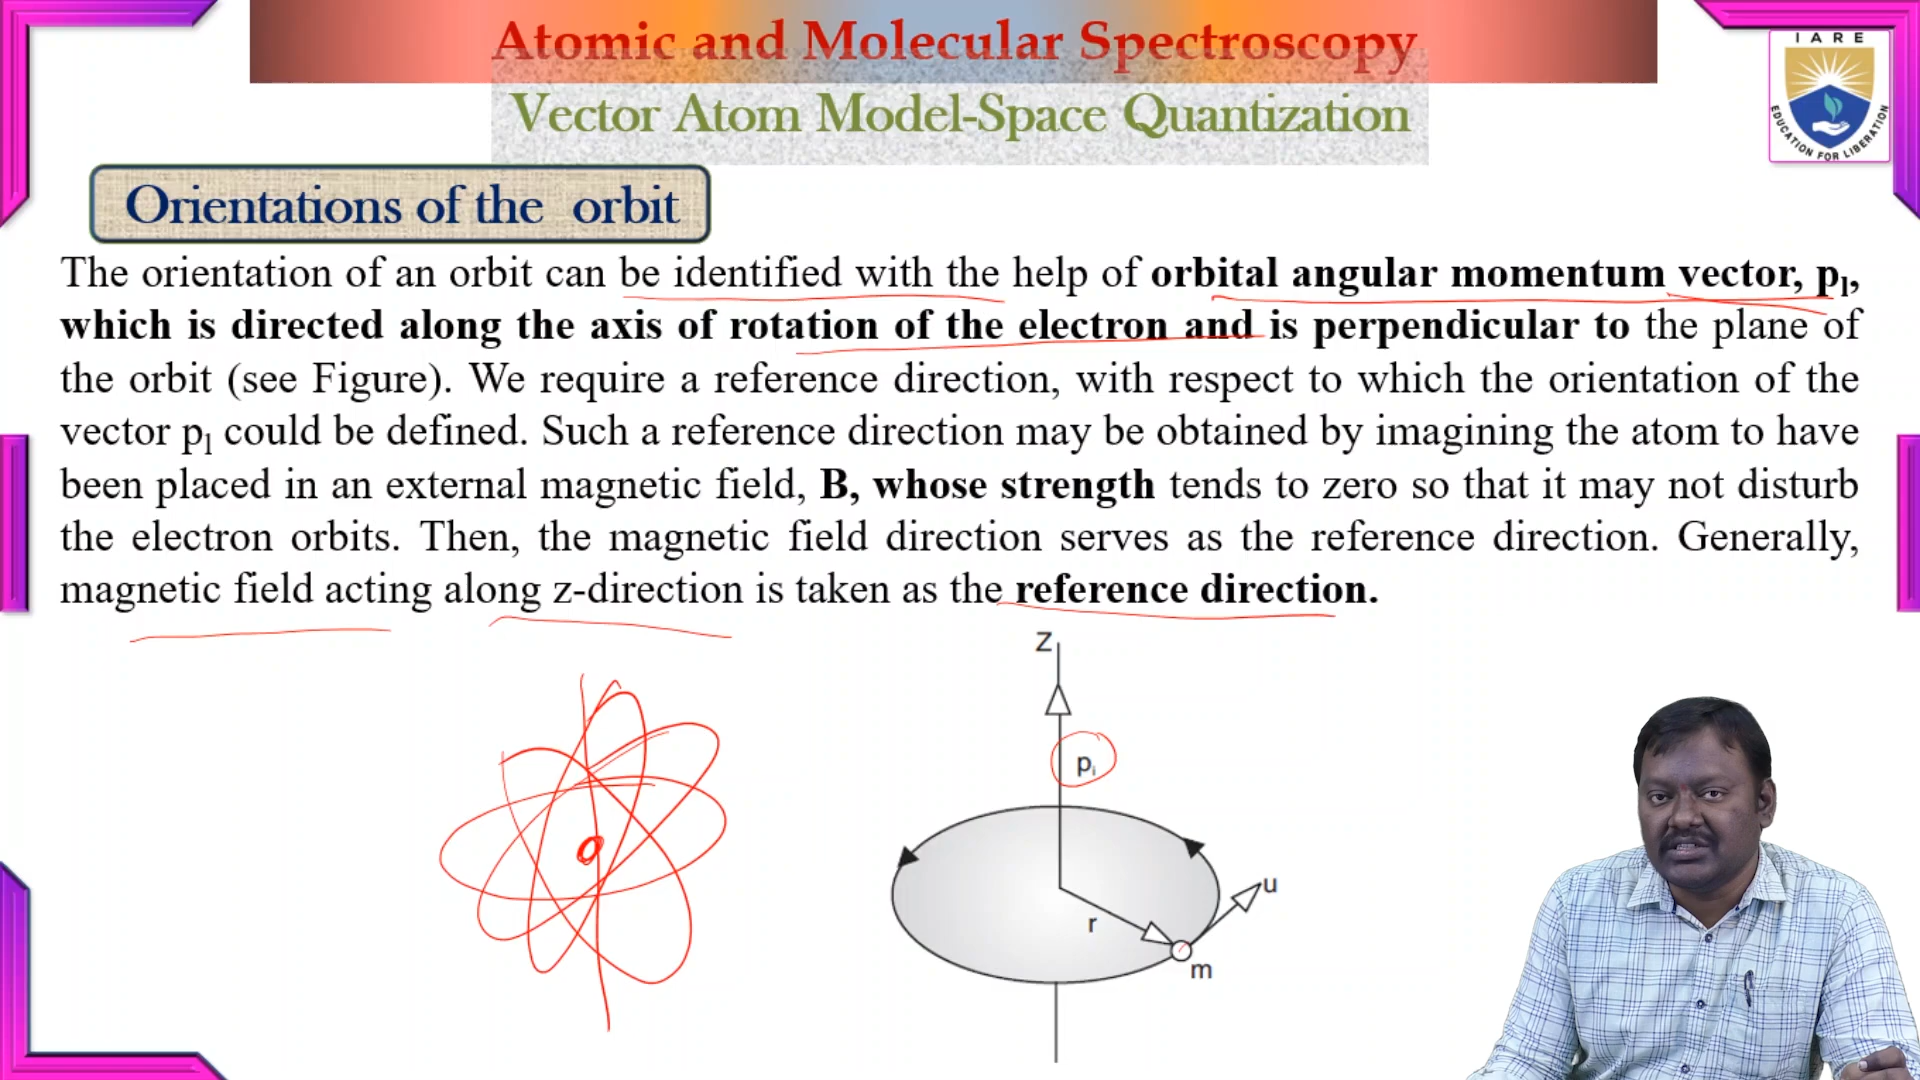 Atomic and Molecular Spectroscopy
Vector Atom Model-Space Quantization
IARE
EDUCATION FOR LIBERATION
Orientations of the orbit
The orientation of an orbit can be identified with the help of orbital angular momentum vector, pl,
which is directed along the axis of rotation of the electron and is perpendicular to the plane of
the orbit (see Figure). We require a reference direction, with respect to which the orientation of the
vector pl could be defined. Such a reference direction may be obtained by imagining the atom to have
been placed in an external magnetic field, B, whose strength tends to zero so that it may not disturb
the electron orbits. Then, the magnetic field direction serves as the reference direction. Generally,
magnetic field acting along z-direction is taken as the reference direction.
Z
pi
u
r
m